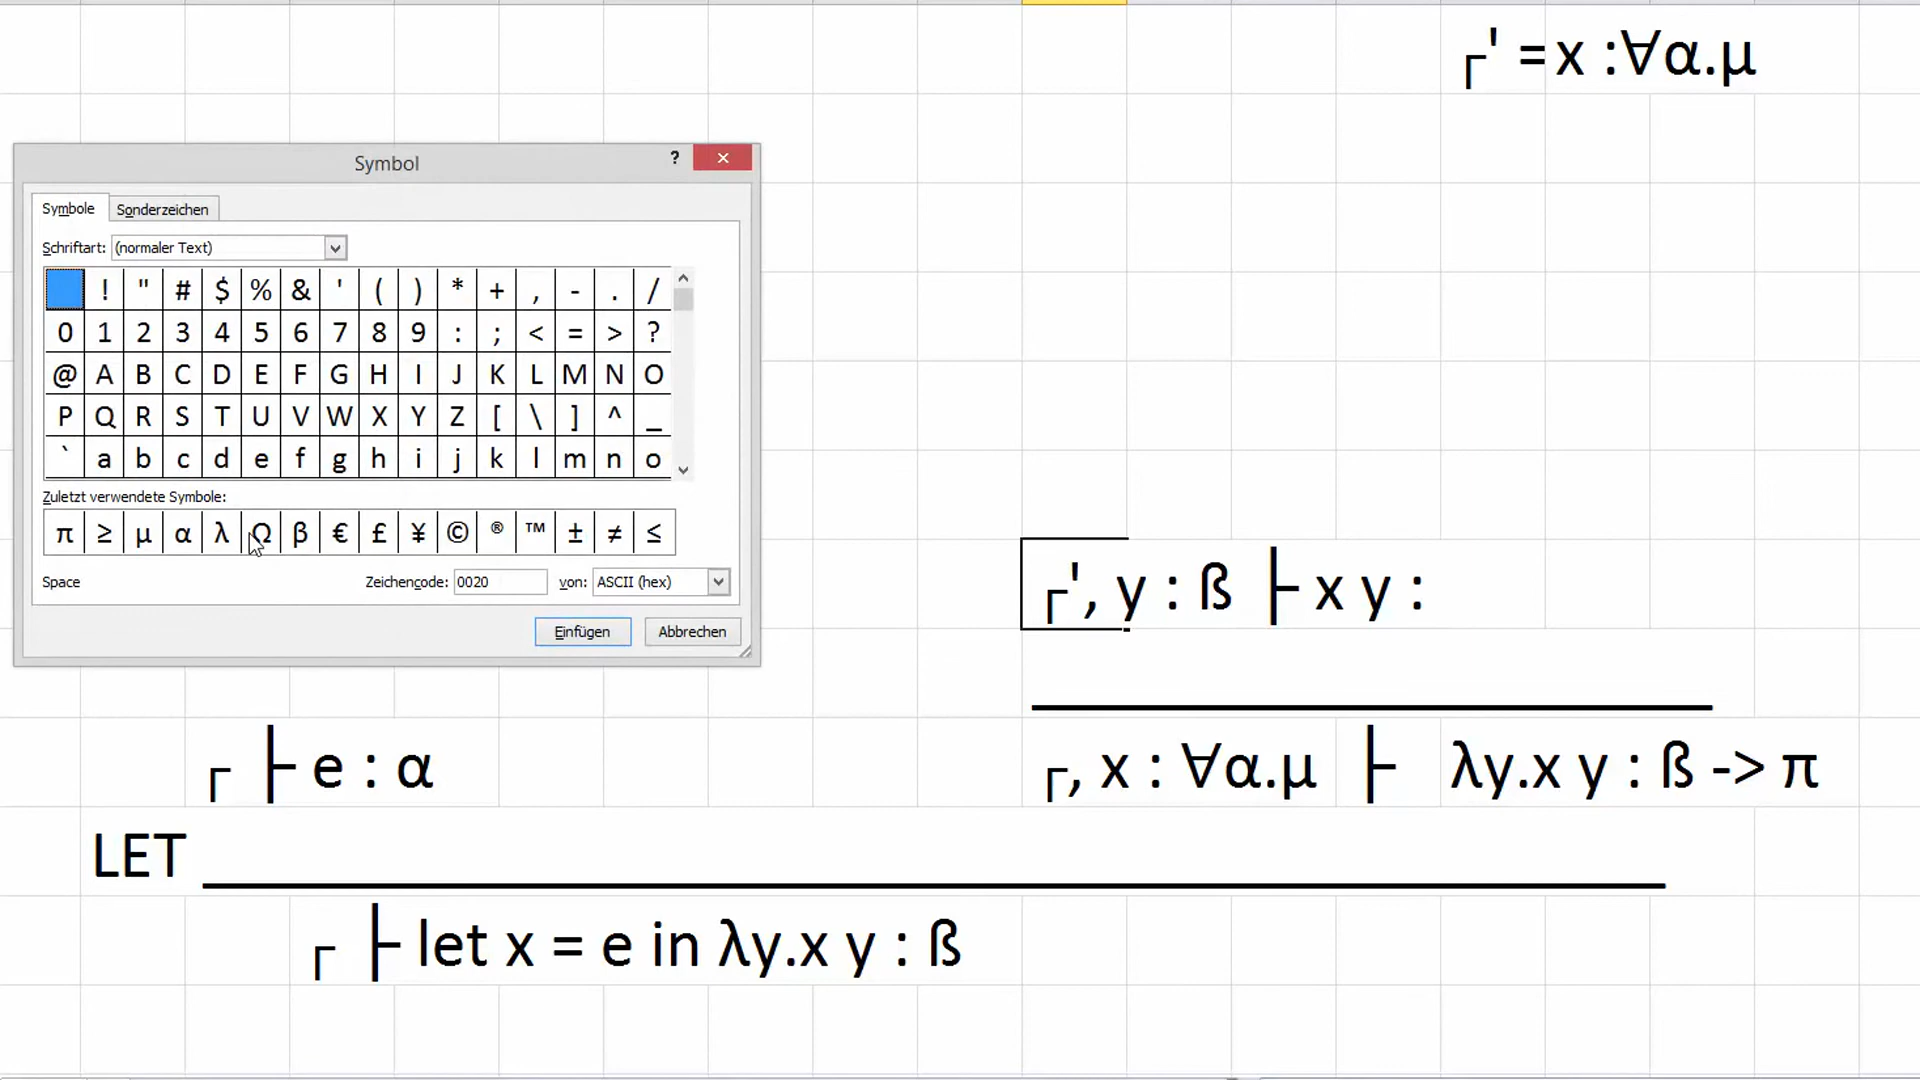 ┌' = x :∀α.μ
Symbol
?
Symbole Sonderzeichen
Schriftart: (normaler Text)
! " # $ % & ' ( ) * + , - . /
0 1 2 3 4 5 6 7 8 9 : ; < = > ?
@ A B C D E F G H I J K L M N O
P Q R S T U V W X Y Z [ \ ] ^ _
` a b c d e f g h i j k l m n o
Zuletzt verwendete Symbole:
π ≥ μ α λ Ω β € £ ¥ © ® ™ ± ≠ ≤
Space Zeichencode: 0020 von: ASCII (hex)
Einfügen Abbrechen
┌', y : ß ├ x y :
┌ ├ e : α
┌, x : ∀α.μ ├ λy.x y : ß -> π
LET
┌ ├ let x = e in λy.x y : ß